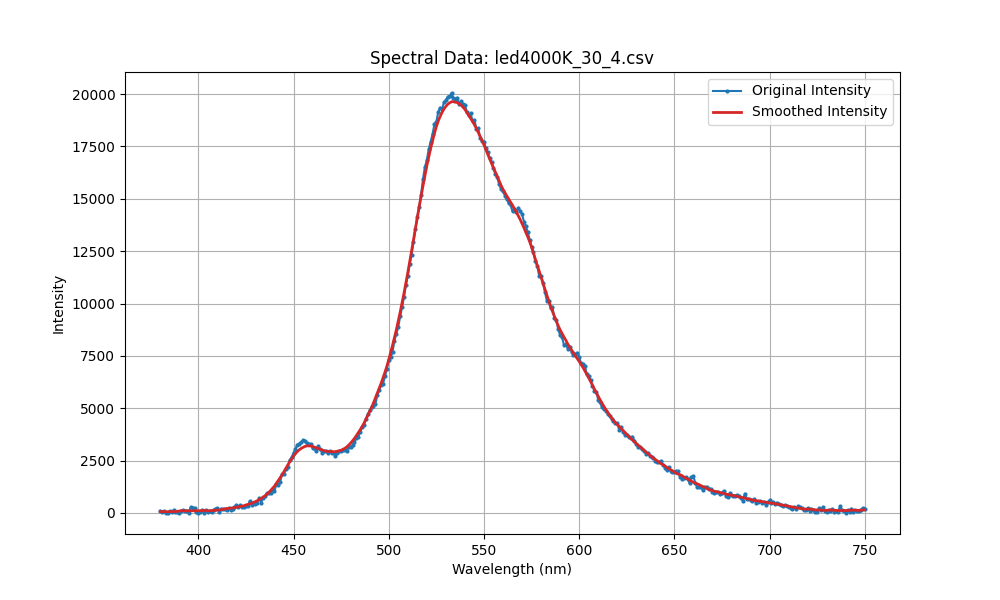 Spectral Data: led4000K_30_4.csv
Original Intensity
Smoothed Intensity
20000
17500
15000
12500
10000
7500
5000
2500
0
Intensity
400 450 500 550 600 650 700 750
Wavelength (nm)